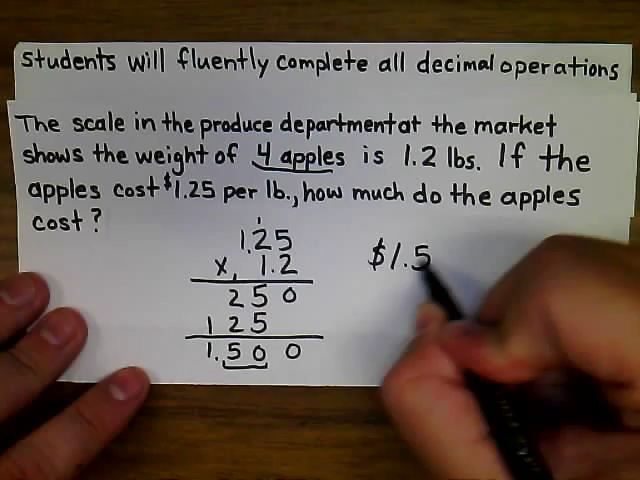 students will fluently complete all decimal operations
The scale in the produce department at the market
shows the weight of 4 apples is 1.2 lbs. If the
apples cost $1.25 per lb., how much do the apples
cost?
1
1.25
x 1.2
250
125
1.500
$1.5